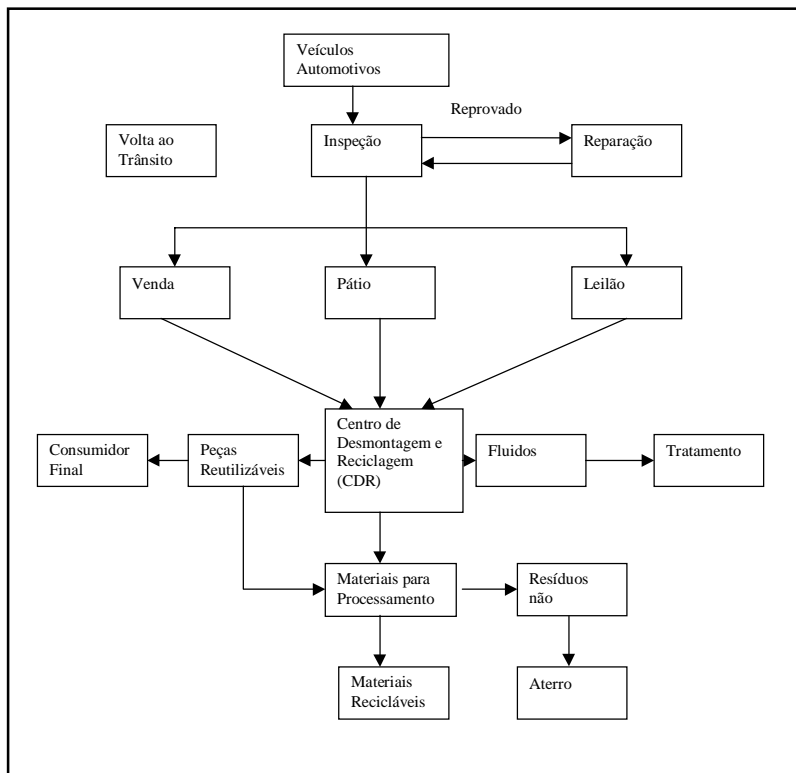 Veículos
Automotivos
Reprovado
Volta ao
Trânsito
Inspeção
Reparação
Venda
Pátio
Leilão
Consumidor
Final
Peças
Reutilizáveis
Centro de
Desmontagem e
Reciclagem
(CDR)
Fluidos
Tratamento
Materiais para
Processamento
Resíduos
não
Materiais
Recicláveis
Aterro